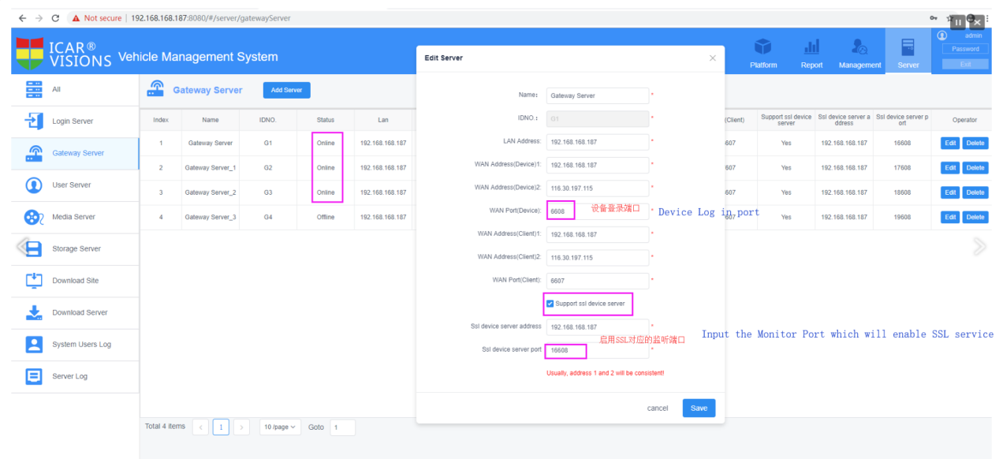 Not secure | 192.168.168.187:8080/#/server/gatewayServer
ICAR® VISIONS Vehicle Management System
Platform Report Management Server
admin
Password
Exit
All
Login Server
Gateway Server
User Server
Media Server
Storage Server
Download Site
Download Server
System Users Log
Server Log
Gateway Server Add Server
Index Name IDNO. Status Lan (Client) Support ssl device server Ssl device server a ddress Ssl device server p ort Operator
1 Gateway Server G1 Online 192.168.168.187 607 Yes 192.168.168.187 16608 Edit Delete
2 Gateway Server_1 G2 Online 192.168.168.187 607 Yes 192.168.168.187 17608 Edit Delete
3 Gateway Server_2 G3 Online 192.168.168.187 607 Yes 192.168.168.187 18608 Edit Delete
4 Gateway Server_3 G4 Offline 192.168.168.187 607 Yes 192.168.168.187 19608 Edit Delete
Edit Server
Name: Gateway Server *
IDNO.: G1 *
LAN Address: 192.168.168.187 *
WAN Address(Device)1: 192.168.168.187 *
WAN Address(Device)2: 116.30.197.115 *
WAN Port(Device): 6608 设备登录端口 * Device Log in port
WAN Address(Client)1: 192.168.168.187 *
WAN Address(Client)2: 116.30.197.115 *
WAN Port(Client): 6607 *
Support ssl device server
Ssl device server address 192.168.168.187 *
启用SSL对应的监听端口 Input the Monitor Port which will enable SSL service
Ssl device server port 16608 *
Usually, address 1 and 2 will be consistent!
cancel Save
Total 4 items < 1 > 10 /page Goto 1